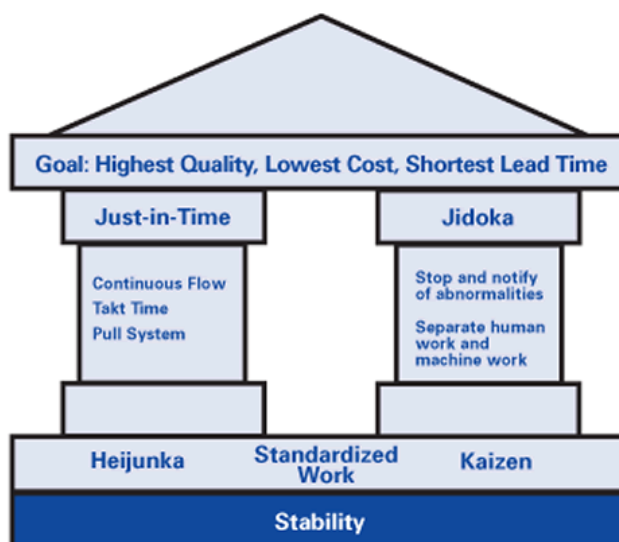 Goal: Highest Quality, Lowest Cost, Shortest Lead Time
Just-in-Time
Continuous Flow
Takt Time
Pull System
Jidoka
Stop and notify
of abnormalities
Separate human
work and
machine work
Heijunka
Standardized
Work
Kaizen
Stability